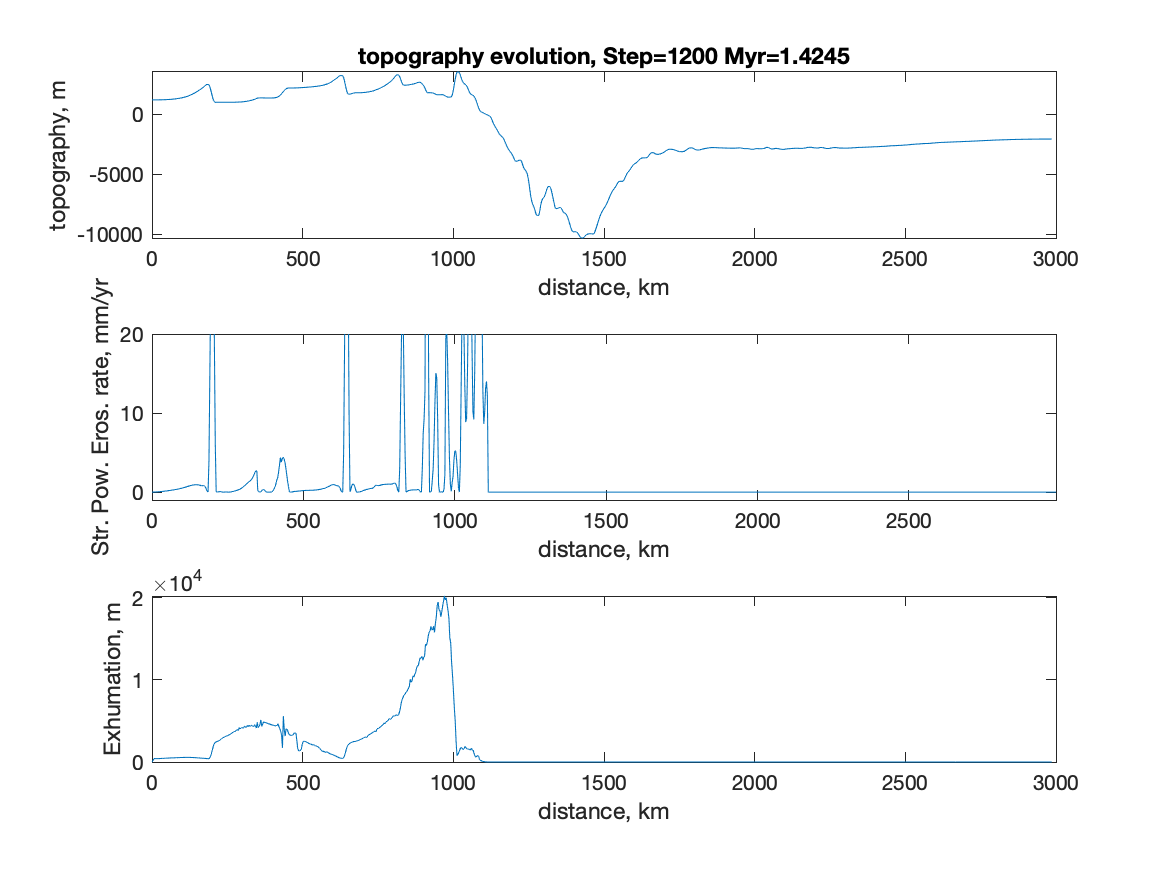 topography evolution, Step=1200 Myr=1.4245
topography, m
0
-5000
-10000
0 500 1000 1500 2000 2500 3000
distance, km
Str. Pow. Eros. rate, mm/yr
20
10
0
0 500 1000 1500 2000 2500
distance, km
×10⁴
Exhumation, m
2
1
0
0 500 1000 1500 2000 2500 3000
distance, km